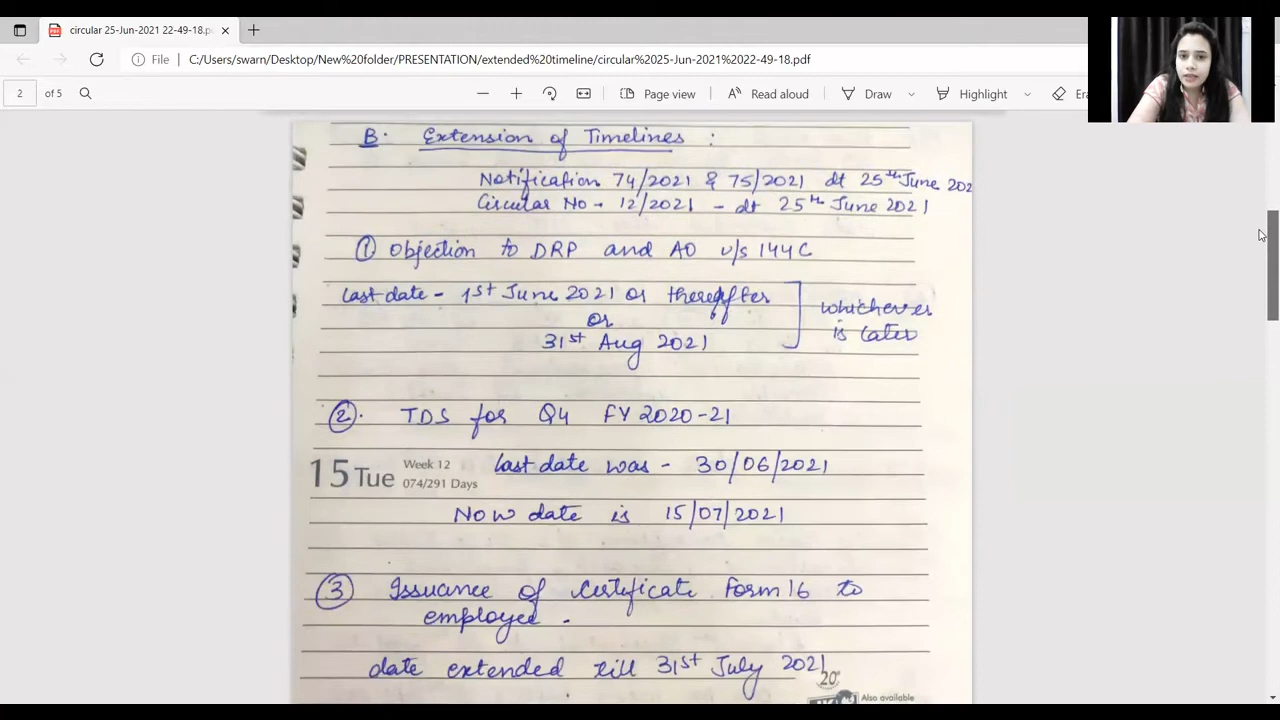 circular 25-Jun-2021 22-49-18.p
File C:/Users/swarn/Desktop/New%20folder/PRESENTATION/extended%20timeline/circular%2025-Jun-2021%2022-49-18.pdf
2 of 5 Page view Read aloud Draw Highlight Era
B. Extension of Timelines :
Notification 74/2021 & 75/2021 dt 25th June 202
Circular No - 12/2021 - dt 25th June 2021
① Objection to DRP and AO u/s 144C
last date - 1st June 2021 or thereafter
or
31st Aug 2021
whichever
is later
②. TDS for Q4 FY 2020-21
15 Tue Week 12
074/291 Days
last date was - 30/06/2021
Now date is 15/07/2021
③ Issuance of Certificate Form 16 to
employee.
date extended till 31st July 2021
20
Also available